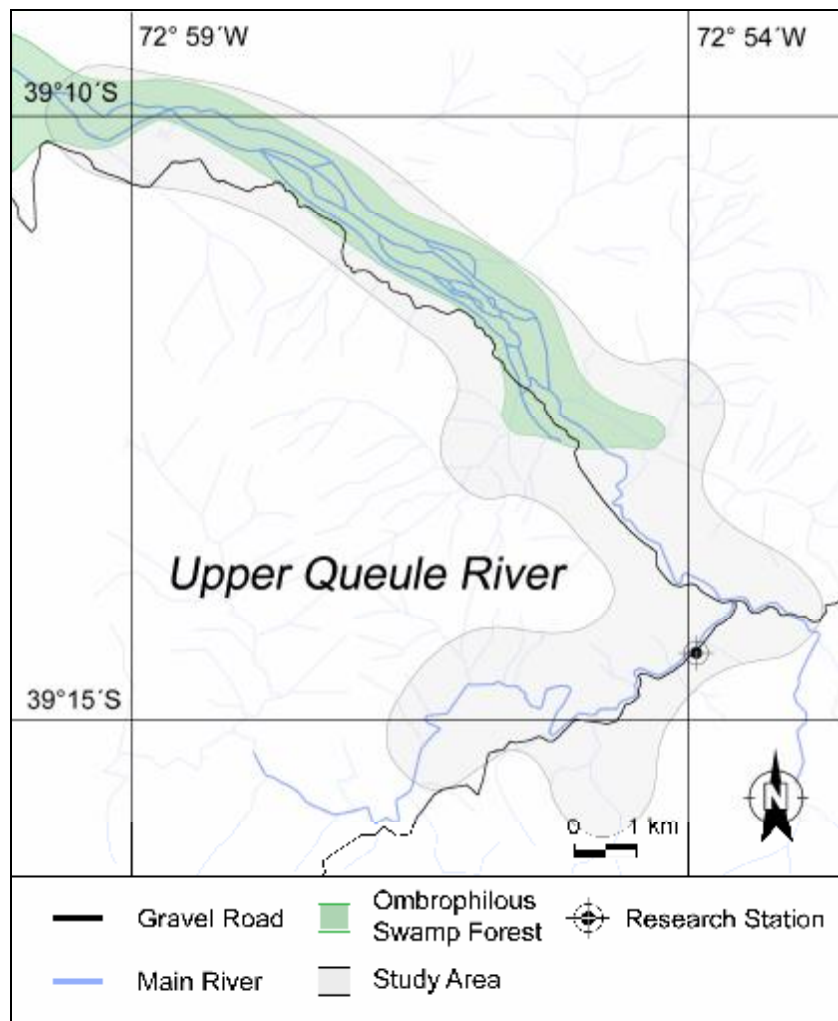 72° 59´W
72° 54´W
39°10´S
Upper Queule River
39°15´S
N
0 1 km
Gravel Road
Ombrophilous
Swamp Forest
Research Station
Main River
Study Area